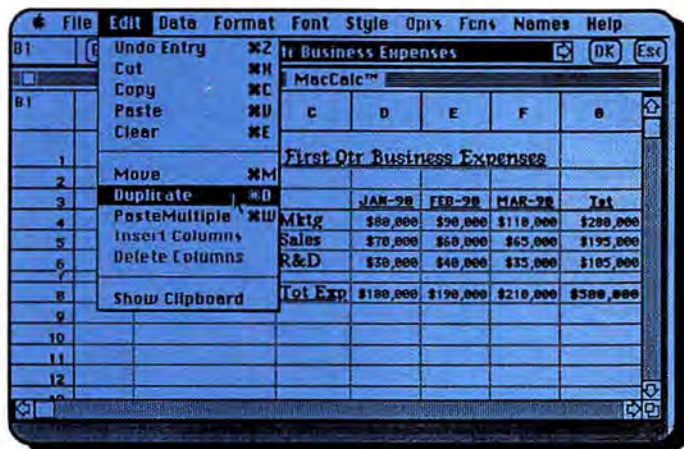 File Edit Data Format Font Style Oprs Fcns Names Help
B1 tr Business Expenses OK Esc
MacCalc™
B1 C D E F G
Undo Entry ⌘Z
Cut ⌘X
Copy ⌘C
Paste ⌘V
Clear ⌘E
Move ⌘M
Duplicate ⌘D
PasteMultiple ⌘W
Insert Columns
Delete Columns
Show Clipboard
1 First Qtr Business Expenses
2
3 JAN-90 FEB-90 MAR-90 Tot
4 Mktg $80,000 $90,000 $110,000 $280,000
5 Sales $70,000 $60,000 $65,000 $195,000
6 R&D $30,000 $40,000 $35,000 $105,000
7
8 Tot Exp $180,000 $190,000 $210,000 $580,000
9
10
11
12